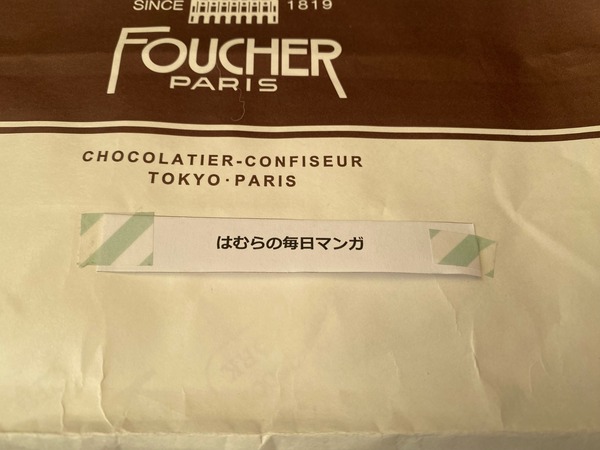 SINCE 1819
FOUCHER
PARIS
CHOCOLATIER-CONFISEUR
TOKYO·PARIS
はむらの毎日マンガ